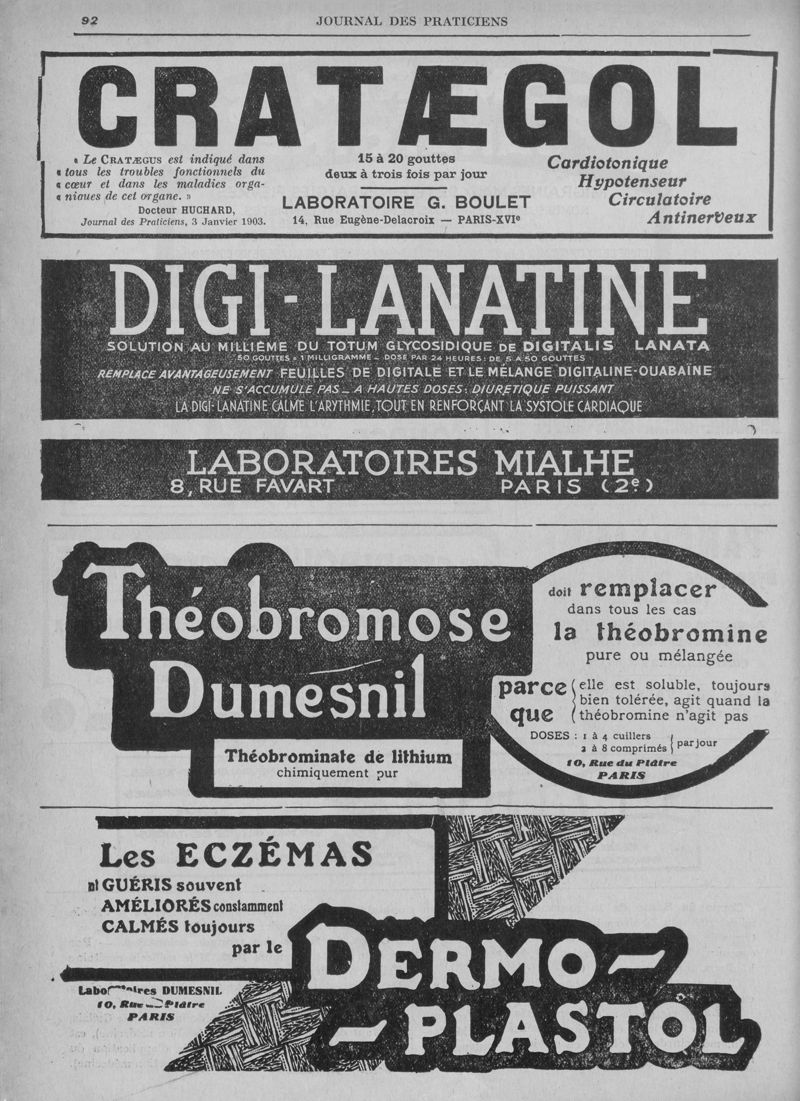 92
JOURNAL DES PRATICIENS
CRATÆGOL
« Le CRATÆGUS est indiqué dans
« tous les troubles fonctionnels du
« cœur et dans les maladies orga-
« niques de cet organe. »
Docteur HUCHARD,
Journal des Praticiens, 3 Janvier 1903.
15 à 20 gouttes
deux à trois fois par jour
LABORATOIRE G. BOULET
14, Rue Eugène-Delacroix — PARIS-XVIe
Cardiotonique
Hypotenseur
Circulatoire
Antinerveux
DIGI-LANATINE
SOLUTION AU MILLIÈME DU TOTUM GLYCOSIDIQUE DE DIGITALIS LANATA
50 GOUTTES = 1 MILLIGRAMME _ DOSE PAR 24 HEURES: DE 5 A 50 GOUTTES
REMPLACE AVANTAGEUSEMENT FEUILLES DE DIGITALE ET LE MÉLANGE DIGITALINE-OUABAÏNE
NE S'ACCUMULE PAS _ A HAUTES DOSES: DIURETIQUE PUISSANT
LA DIGI-LANATINE CALME L'ARYTHMIE, TOUT EN RENFORÇANT LA SYSTOLE CARDIAQUE
LABORATOIRES MIALHE
8, RUE FAVART PARIS (2e)
Théobromose
Dumesnil
Théobrominate de lithium
chimiquement pur
doit remplacer
dans tous les cas
la théobromine
pure ou mélangée
parce que
elle est soluble, toujours
bien tolérée, agit quand la
théobromine n'agit pas
DOSES : 1 à 4 cuillers
2 à 8 comprimés par jour
10, Rue du Plâtre
PARIS
Les ECZÉMAS
GUÉRIS souvent
AMÉLIORÉS constamment
CALMÉS toujours
par le
DERMO-
-PLASTOL
Laboratoires DUMESNIL
10, Rue Plâtre
PARIS